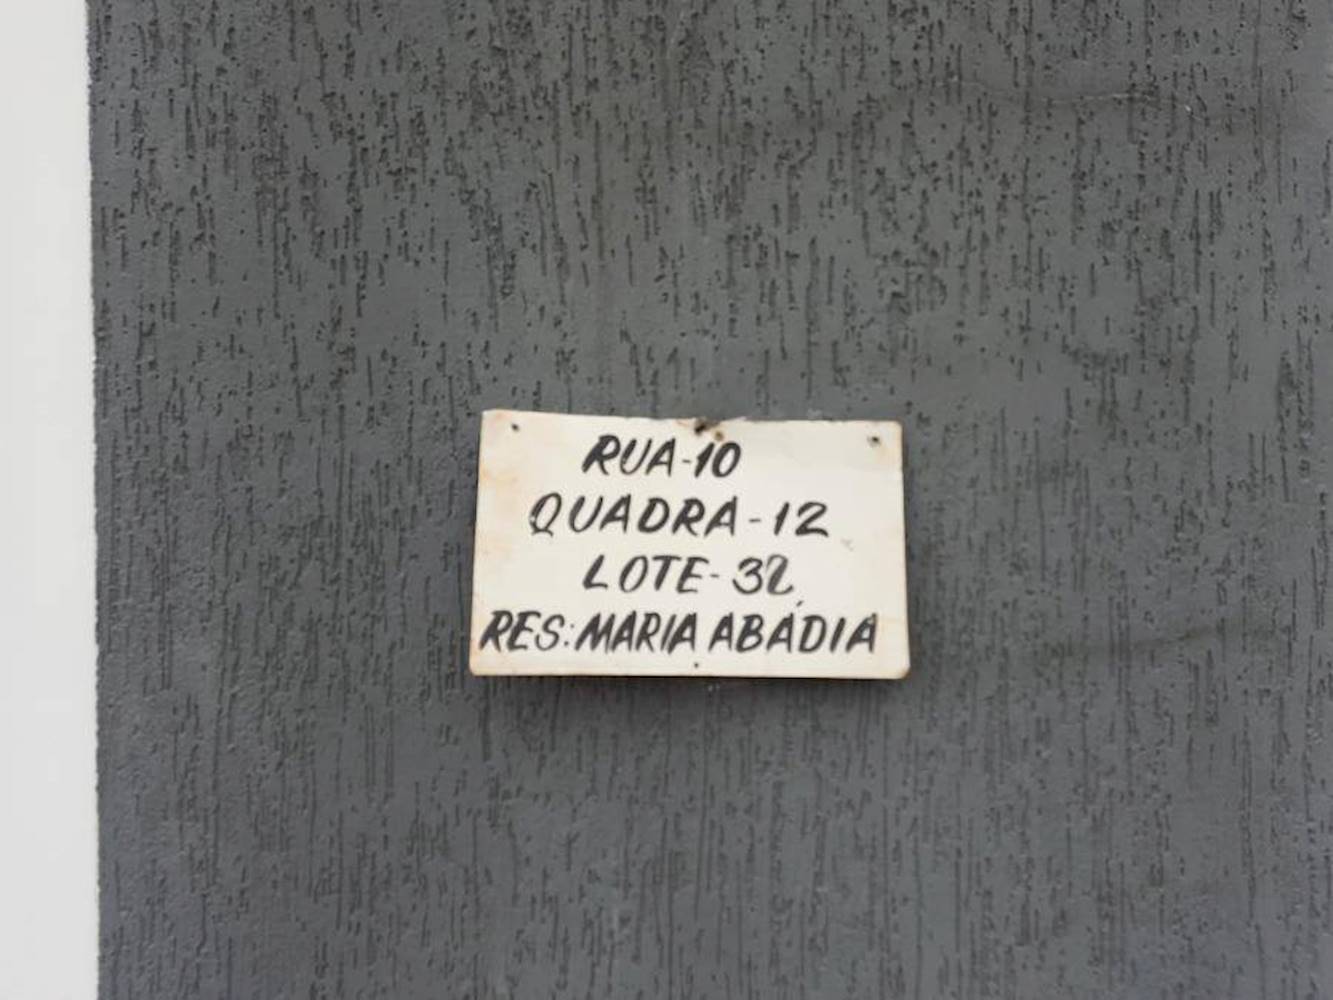 RUA-10
QUADRA-12
LOTE-32
RES: MARIA ABÁDIA